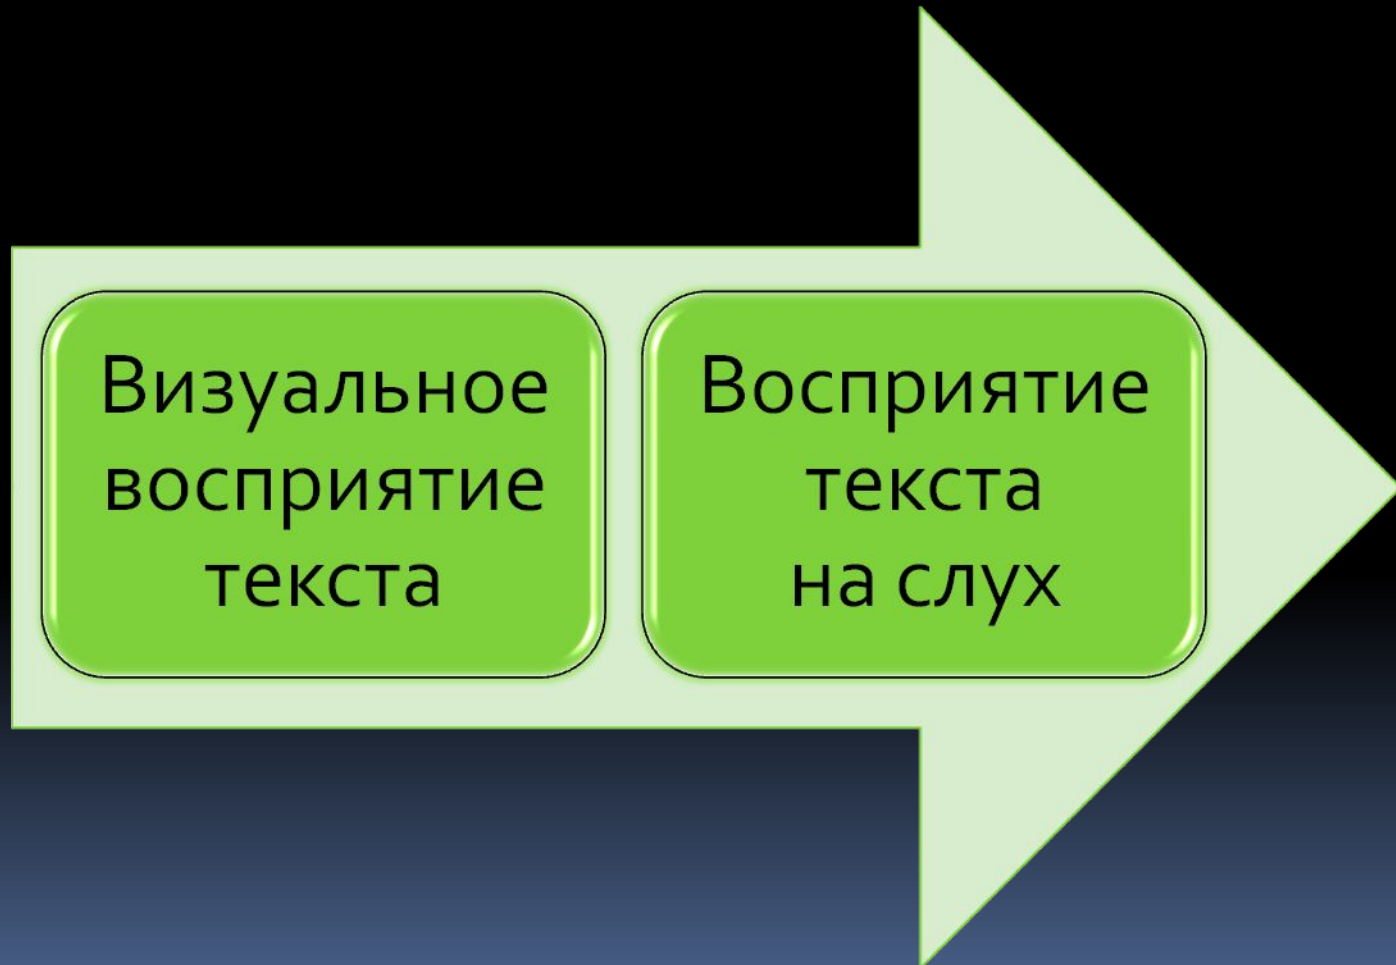 Визуальное
восприятие
текста
Восприятие
текста
на слух